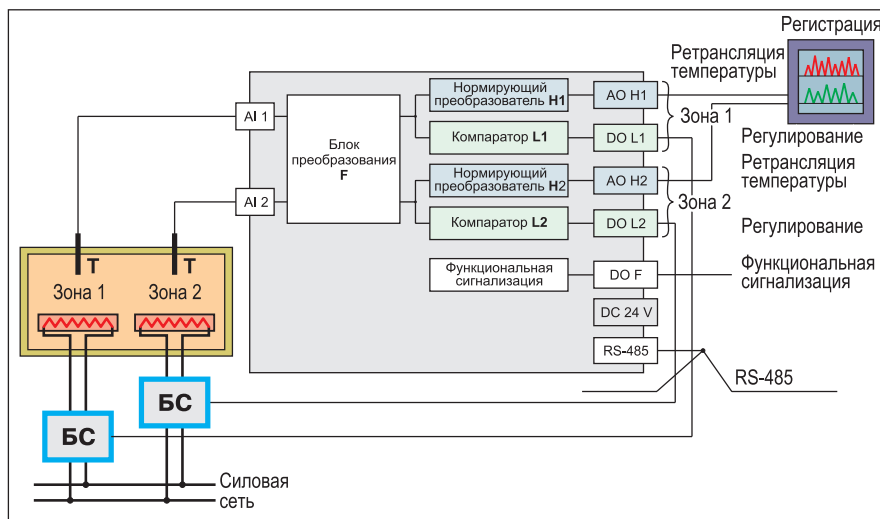 Регистрация
Ретрансляция
температуры
Нормирующий
преобразователь H1
AO H1
Зона 1
AI 1
Компаратор L1
DO L1
Регулирование
Блок
преобразования
F
Нормирующий
преобразователь H2
AO H2
Ретрансляция
температуры
AI 2
Зона 2
Компаратор L2
DO L2
Регулирование
T
T
Зона 1
Зона 2
Функциональная
сигнализация
DO F
Функциональная
сигнализация
DC 24 V
RS-485
RS-485
БС
БС
Силовая
сеть